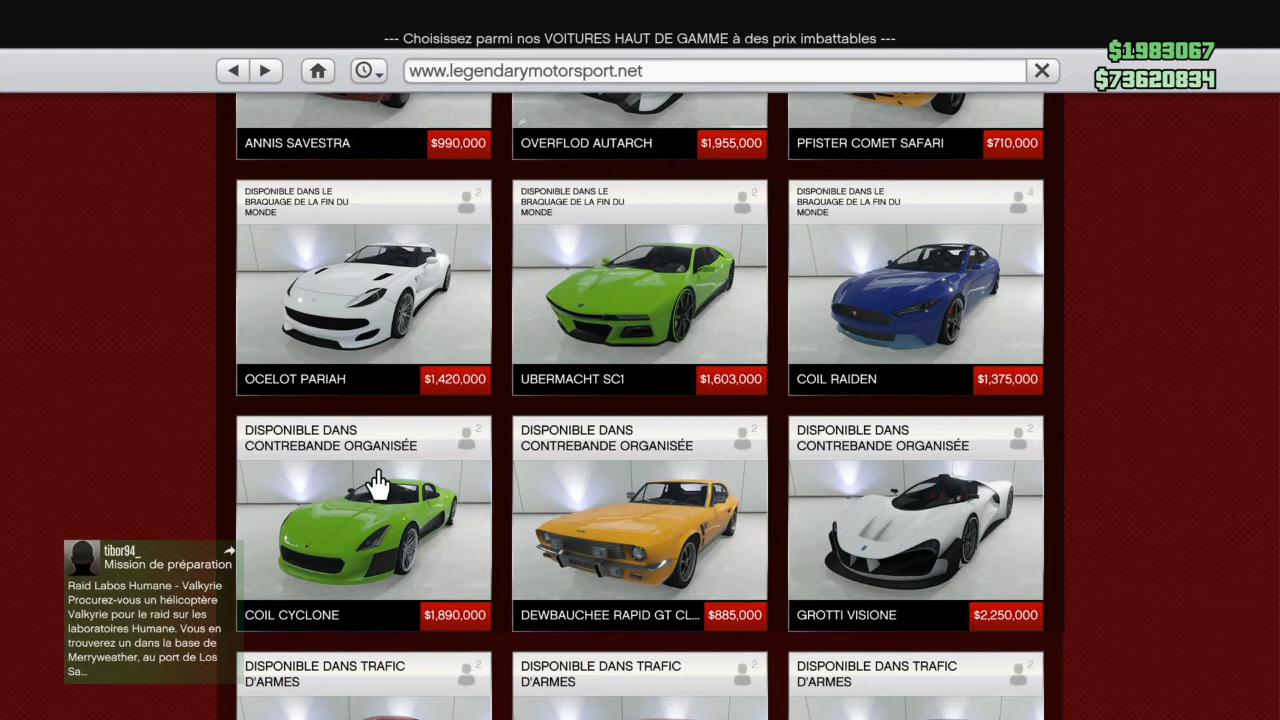 --- Choisissez parmi nos VOITURES HAUT DE GAMME à des prix imbattables ---
$1983067
www.legendarymotorsport.net
$73620834
ANNIS SAVESTRA
$990,000
OVERFLOD AUTARCH
$1,955,000
PFISTER COMET SAFARI
$710,000
DISPONIBLE DANS LE
BRAQUAGE DE LA FIN DU
MONDE
2
DISPONIBLE DANS LE
BRAQUAGE DE LA FIN DU
MONDE
2
DISPONIBLE DANS LE
BRAQUAGE DE LA FIN DU
MONDE
4
OCELOT PARIAH
$1,420,000
UBERMACHT SC1
$1,603,000
COIL RAIDEN
$1,375,000
DISPONIBLE DANS
CONTREBANDE ORGANISÉE
2
DISPONIBLE DANS
CONTREBANDE ORGANISÉE
2
DISPONIBLE DANS
CONTREBANDE ORGANISÉE
2
COIL CYCLONE
$1,890,000
DEWBAUCHEE RAPID GT CL...
$885,000
GROTTI VISIONE
$2,250,000
tibor94_
Mission de préparation
Raid Labos Humane - Valkyrie
Procurez-vous un hélicoptère
Valkyrie pour le raid sur les
laboratoires Humane. Vous en
trouverez un dans la base de
Merryweather, au port de Los
Sa...
DISPONIBLE DANS TRAFIC
D'ARMES
2
DISPONIBLE DANS TRAFIC
D'ARMES
2
DISPONIBLE DANS TRAFIC
D'ARMES
2